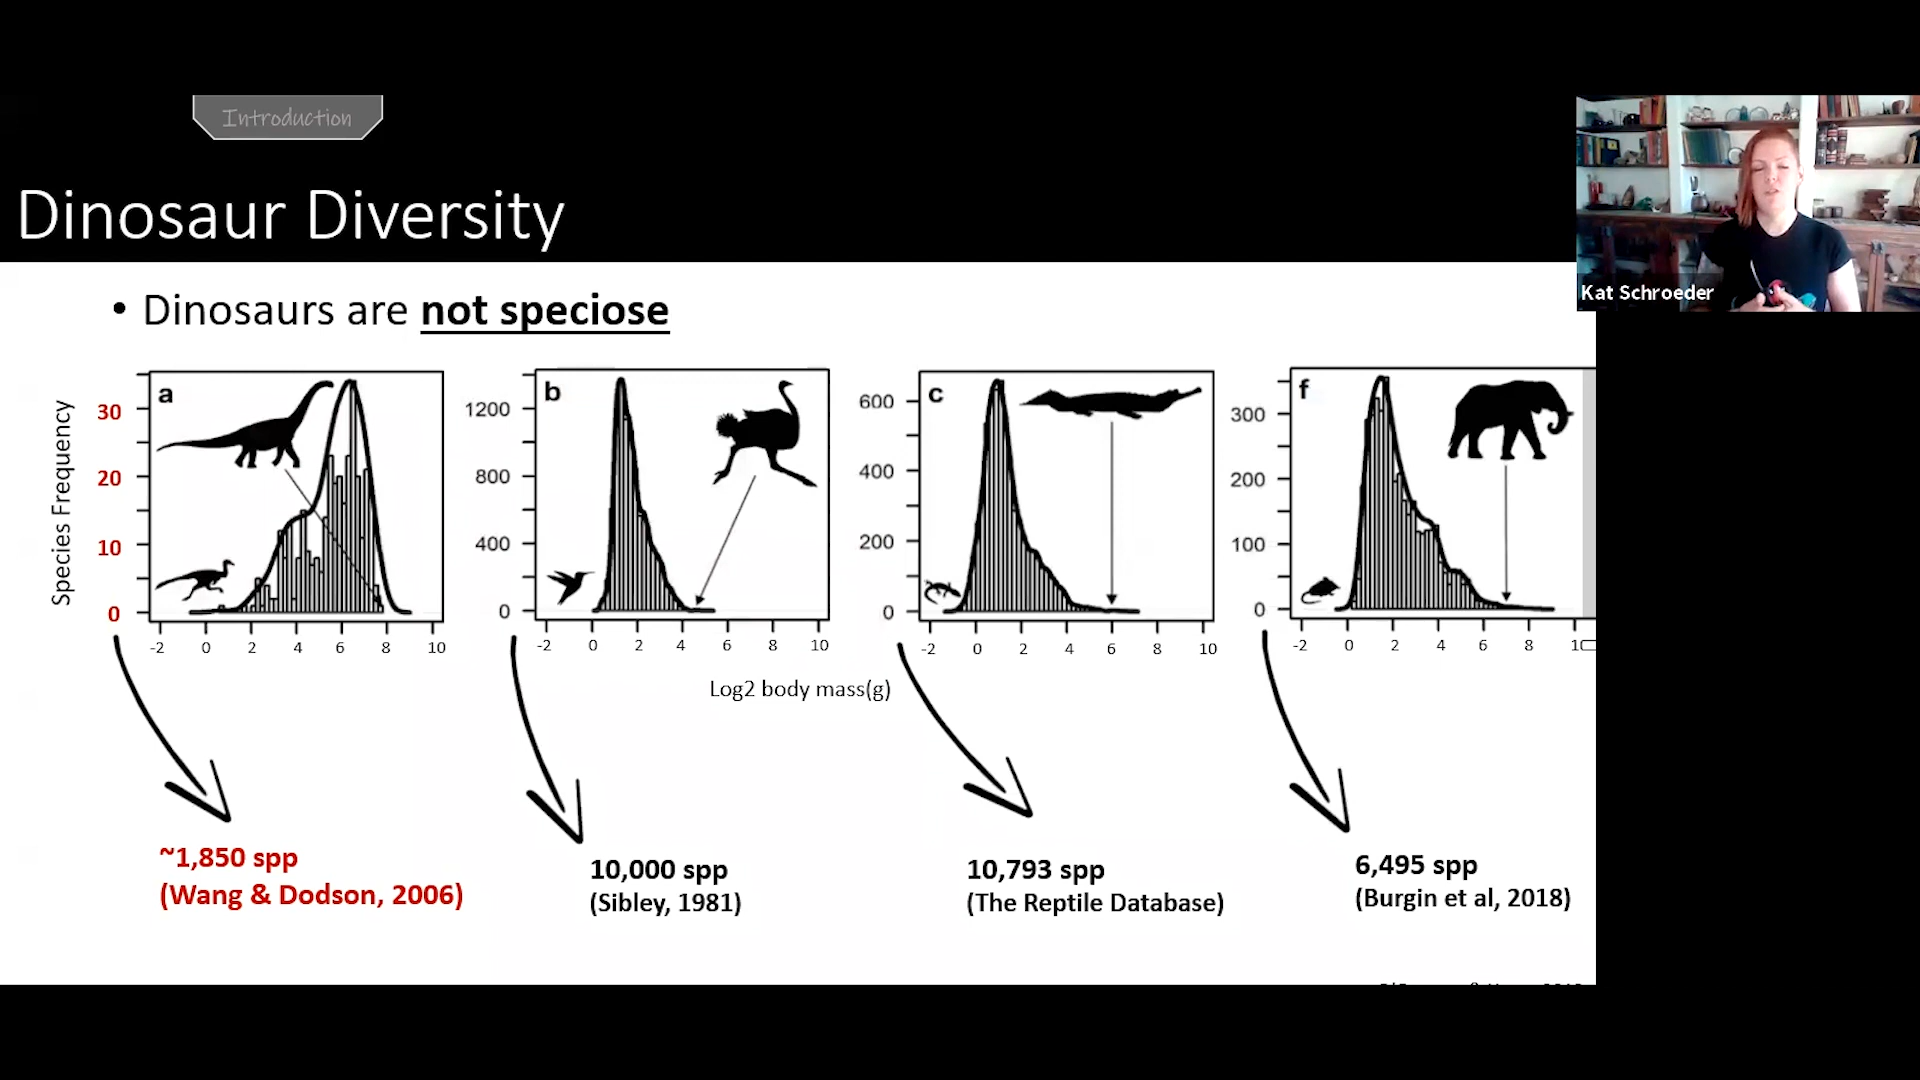 Introduction
Dinosaur Diversity
Kat Schroeder
• Dinosaurs are not speciose
Species Frequency
30
20
10
0
a
-2 0 2 4 6 8 10
1200
800
400
0
b
-2 0 2 4 6 8 10
600
400
200
0
c
-2 0 2 4 6 8 10
300
200
100
0
f
-2 0 2 4 6 8
Log2 body mass(g)
~1,850 spp
(Wang & Dodson, 2006)
10,000 spp
(Sibley, 1981)
10,793 spp
(The Reptile Database)
6,495 spp
(Burgin et al, 2018)